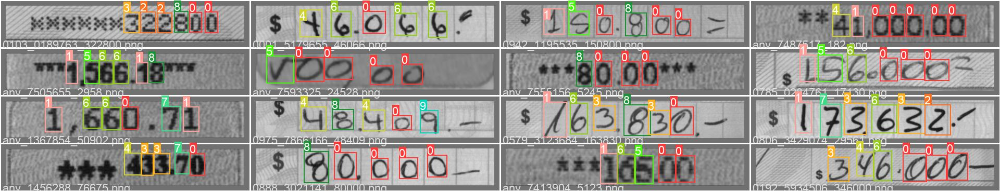 3 2 2 8 0 0
××××××322800
0103_0189763_322800.png
4 6 0 6 6
$ 46.066.=
0001_5179655_46066.png
1 5 0 8 0 0
$ 150.800 =
0942_1195535_150800.png
4 1 0 0 0 0 0
**41,000.00
any_7487517_182.png
1 5 6 6 1 8
***1,566.18***
any_7505655_2958.png
5 0 0 0 0
500 00
any_7593325_24528.png
8 0 0 0
***80.00***
any_7555156_5245.png
1 5 6 0 0 0
$ 156.000=
0785_0284761_17430.png
1 6 6 0 7 1
1,660.71
any_1367854_50902.png
4 8 4 0 9
$ 48.409.-
0975_7866166_48409.png
1 6 3 8 3 0
$ 163.830.-
0579_3123684_163830.png
1 7 3 6 3 2
$ 173632.-
0806_3429074_29561.png
4 3 3 7 0
***433.70
any_1456288_76675.png
8 0 0 0 0
$ 80.000-
0888_3021141_80000.png
1 6 5 0 0
***165.00
any_7413904_5123.png
3 4 6 0 0 0
$ 346.000-
0192_5934506_346000.png